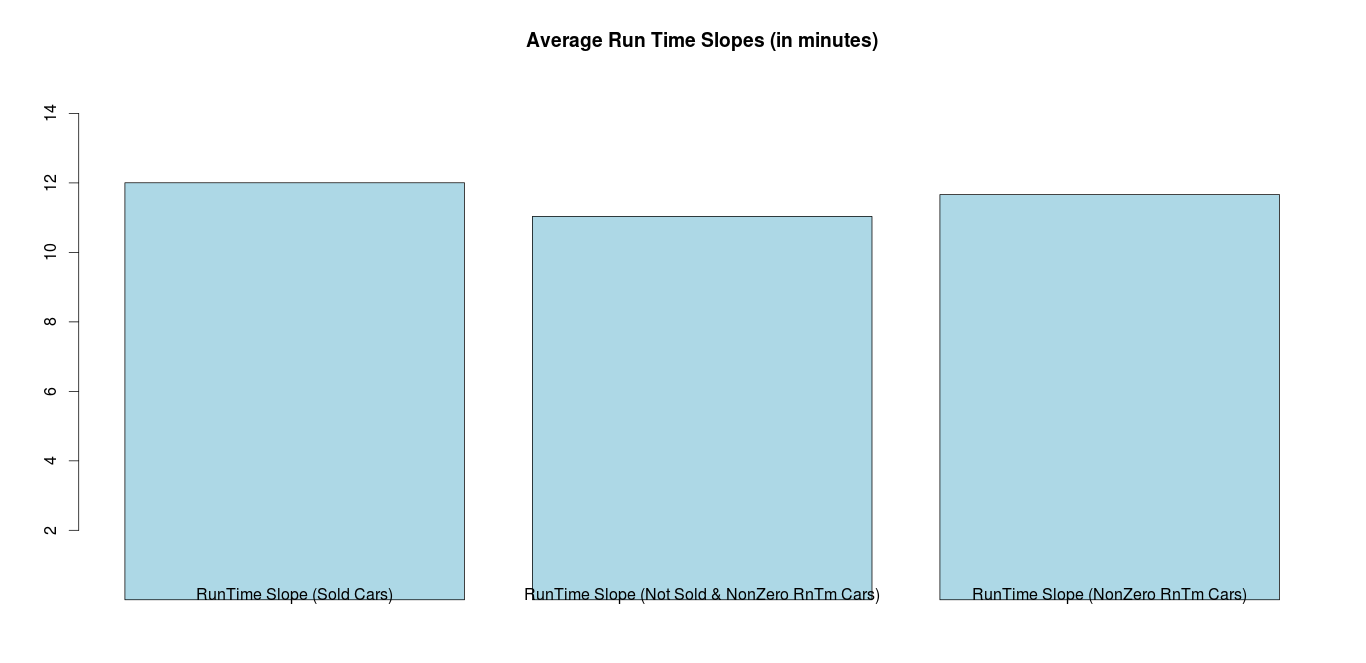 Average Run Time Slopes (in minutes)
14
12
10
8
6
4
2
RunTime Slope (Sold Cars)
RunTime Slope (Not Sold & NonZero RnTm Cars)
RunTime Slope (NonZero RnTm Cars)